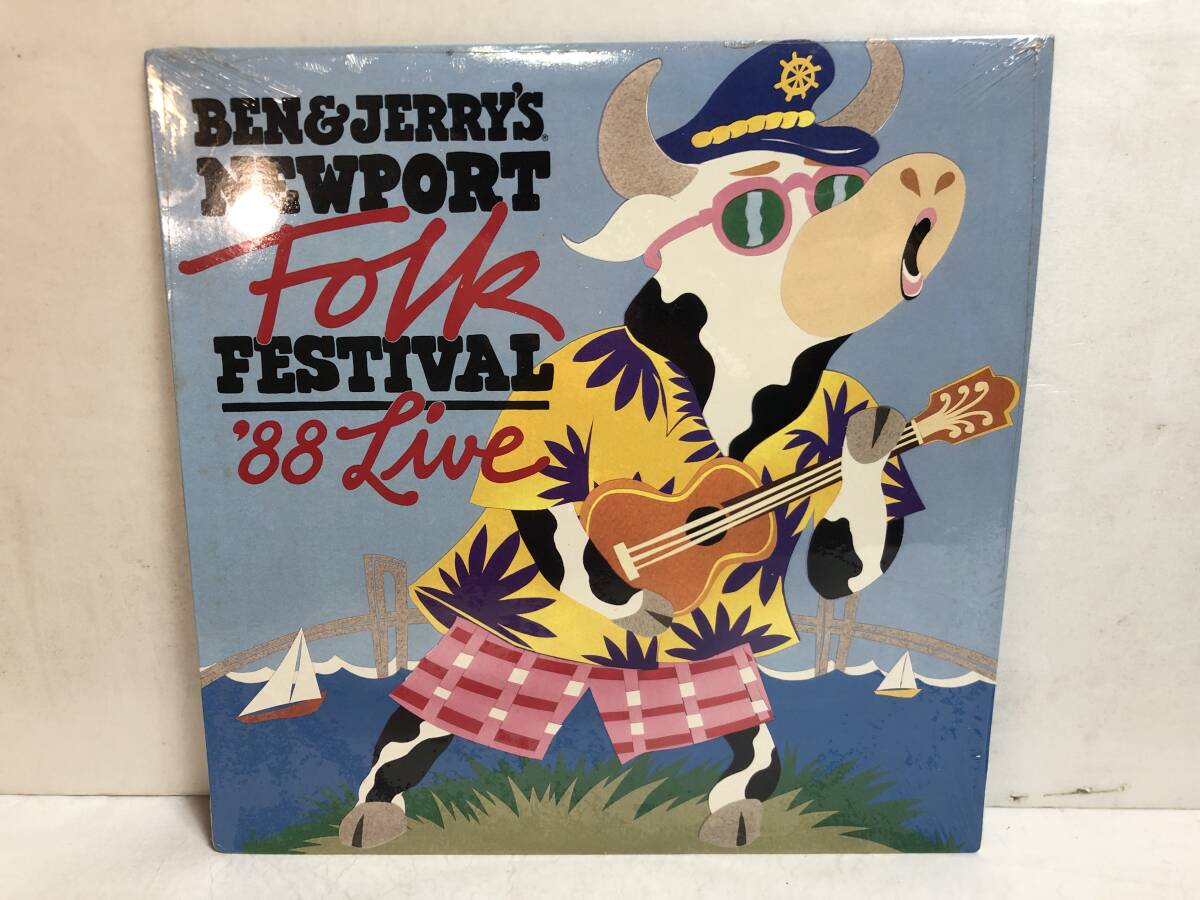 BEN & JERRY'S®
NEWPORT
Folk
FESTIVAL
'88 Live